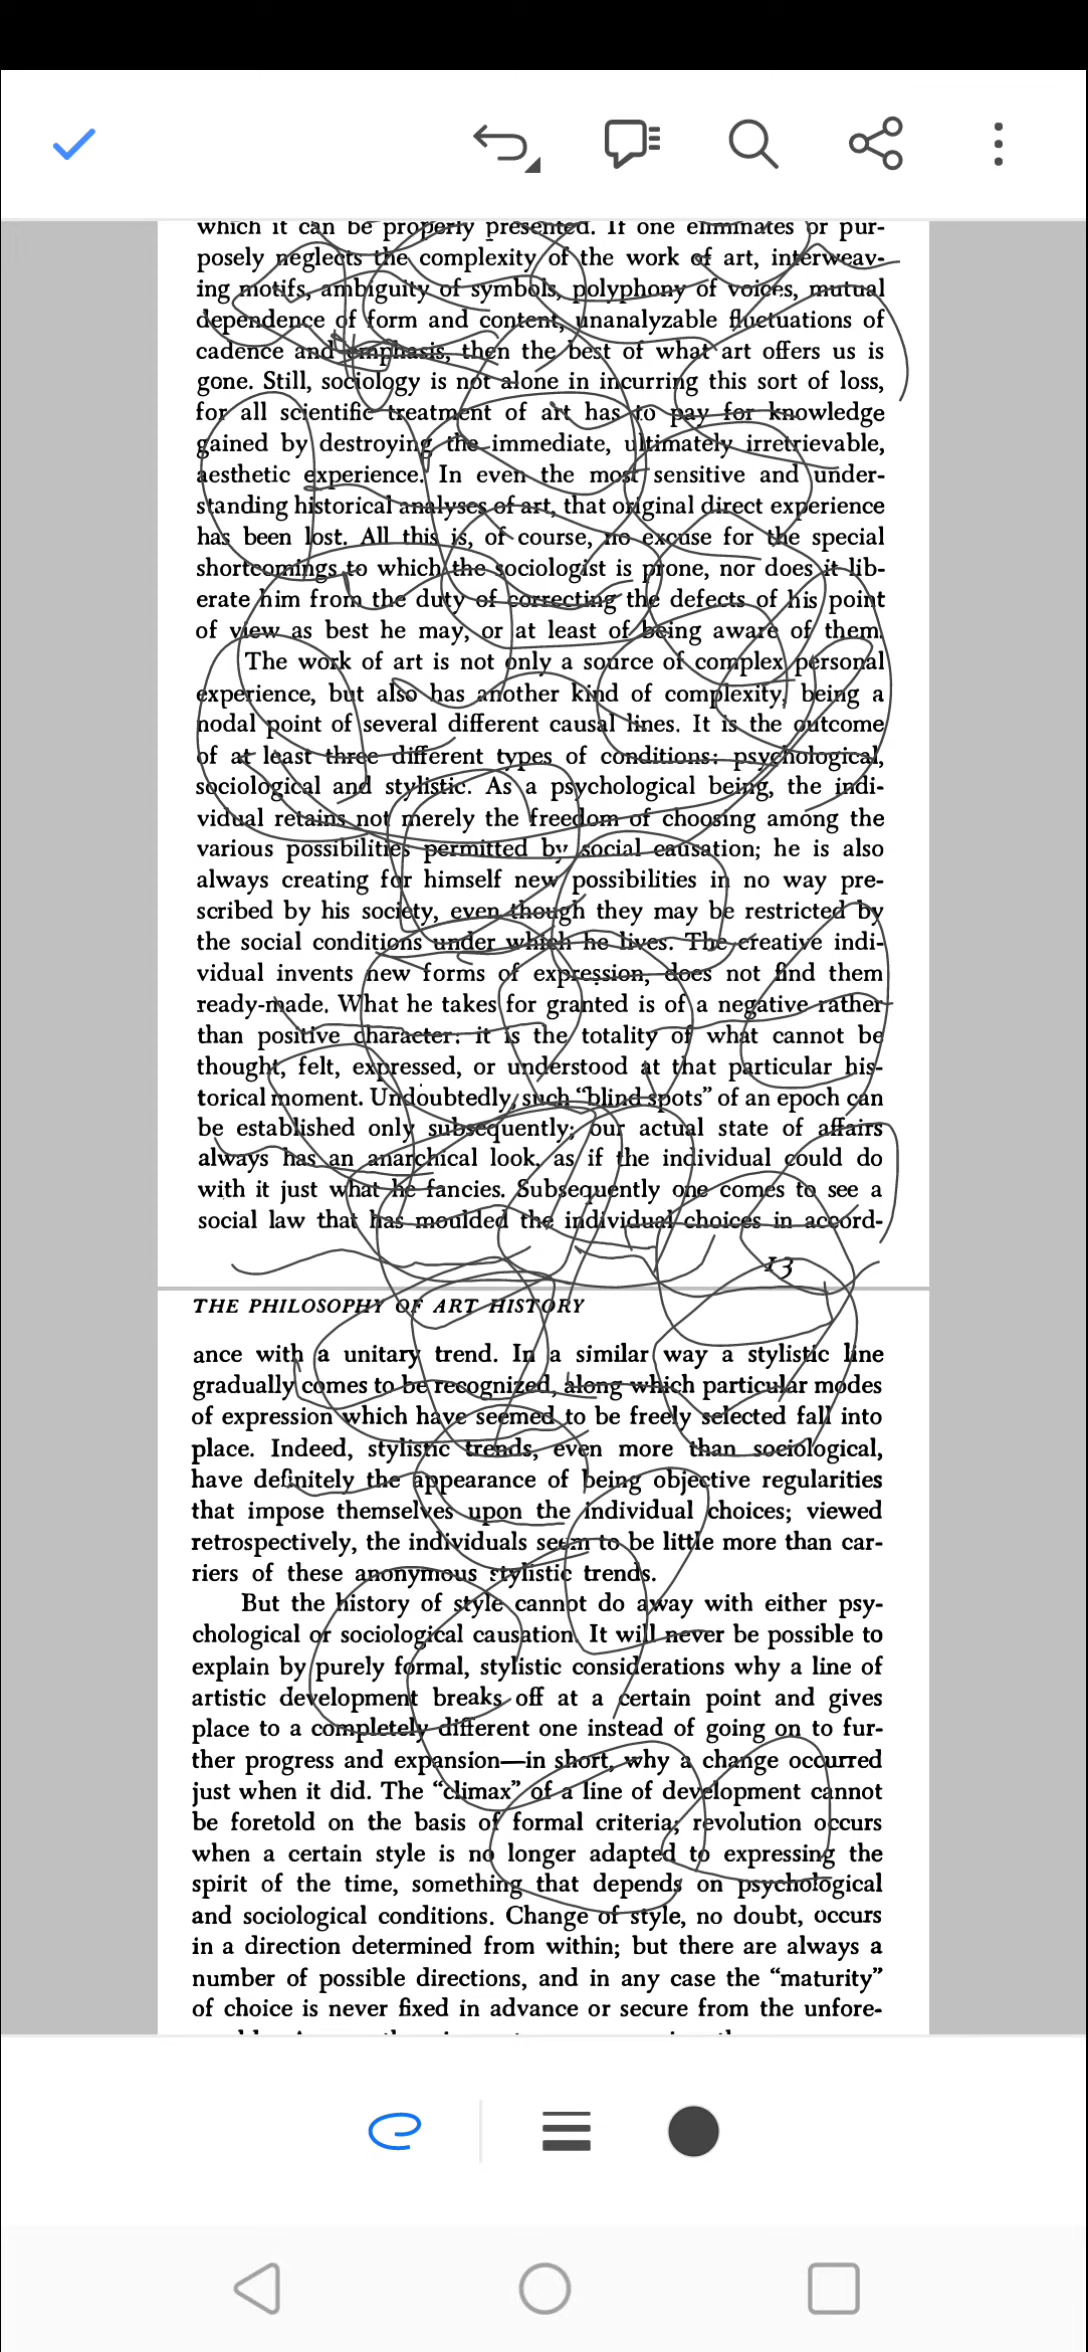 which it can be properly presented. If one eliminates or pur-
posely neglects the complexity of the work of art, interweav-
ing motifs, ambiguity of symbols, polyphony of voices, mutual
dependence of form and content, unanalyzable fluctuations of
cadence and emphasis, then the best of what art offers us is
gone. Still, sociology is not alone in incurring this sort of loss,
for all scientific treatment of art has to pay for knowledge
gained by destroying the immediate, ultimately irretrievable,
aesthetic experience. In even the most sensitive and under-
standing historical analyses of art, that original direct experience
has been lost. All this is, of course, no excuse for the special
shortcomings to which the sociologist is prone, nor does it lib-
erate him from the duty of correcting the defects of his point
of view as best he may, or at least of being aware of them.
The work of art is not only a source of complex personal
experience, but also has another kind of complexity, being a
nodal point of several different causal lines. It is the outcome
of at least three different types of conditions: psychological,
sociological and stylistic. As a psychological being, the indi-
vidual retains not merely the freedom of choosing among the
various possibilities permitted by social causation; he is also
always creating for himself new possibilities in no way pre-
scribed by his society, even though they may be restricted by
the social conditions under which he lives. The creative indi-
vidual invents new forms of expression, does not find them
ready-made. What he takes for granted is of a negative rather
than positive character: it is the totality of what cannot be
thought, felt, expressed, or understood at that particular his-
torical moment. Undoubtedly, such “blind spots” of an epoch can
be established only subsequently; our actual state of affairs
always has an anarchical look, as if the individual could do
with it just what he fancies. Subsequently one comes to see a
social law that has moulded the individual choices in accord-
13
THE PHILOSOPHY OF ART HISTORY
ance with a unitary trend. In a similar way a stylistic line
gradually comes to be recognized, along which particular modes
of expression which have seemed to be freely selected fall into
place. Indeed, stylistic trends, even more than sociological,
have definitely the appearance of being objective regularities
that impose themselves upon the individual choices; viewed
retrospectively, the individuals seem to be little more than car-
riers of these anonymous stylistic trends.
But the history of style cannot do away with either psy-
chological or sociological causation. It will never be possible to
explain by purely formal, stylistic considerations why a line of
artistic development breaks off at a certain point and gives
place to a completely different one instead of going on to fur-
ther progress and expansion—in short, why a change occurred
just when it did. The “climax” of a line of development cannot
be foretold on the basis of formal criteria; revolution occurs
when a certain style is no longer adapted to expressing the
spirit of the time, something that depends on psychological
and sociological conditions. Change of style, no doubt, occurs
in a direction determined from within; but there are always a
number of possible directions, and in any case the “maturity”
of choice is never fixed in advance or secure from the unfore-